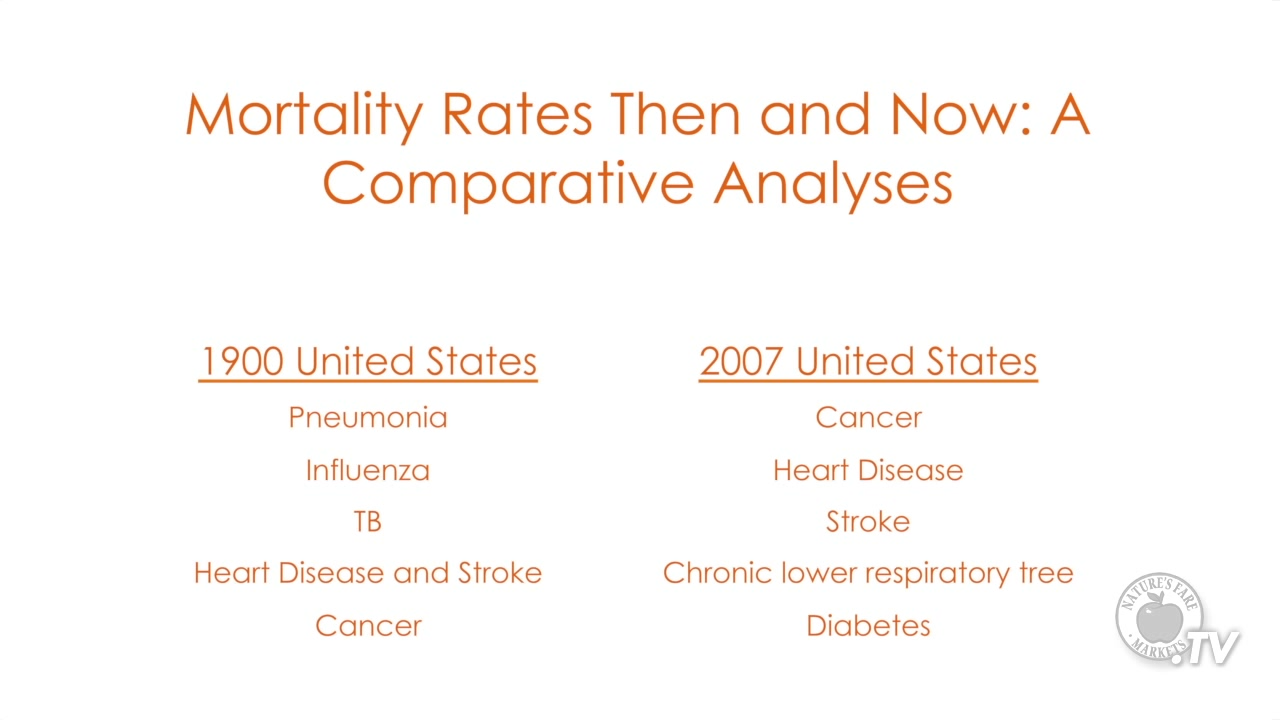 Mortality Rates Then and Now: A
Comparative Analyses
1900 United States
Pneumonia
Influenza
TB
Heart Disease and Stroke
Cancer
2007 United States
Cancer
Heart Disease
Stroke
Chronic lower respiratory tree
Diabetes
NATURE'S FARE
MARKETS
.TV